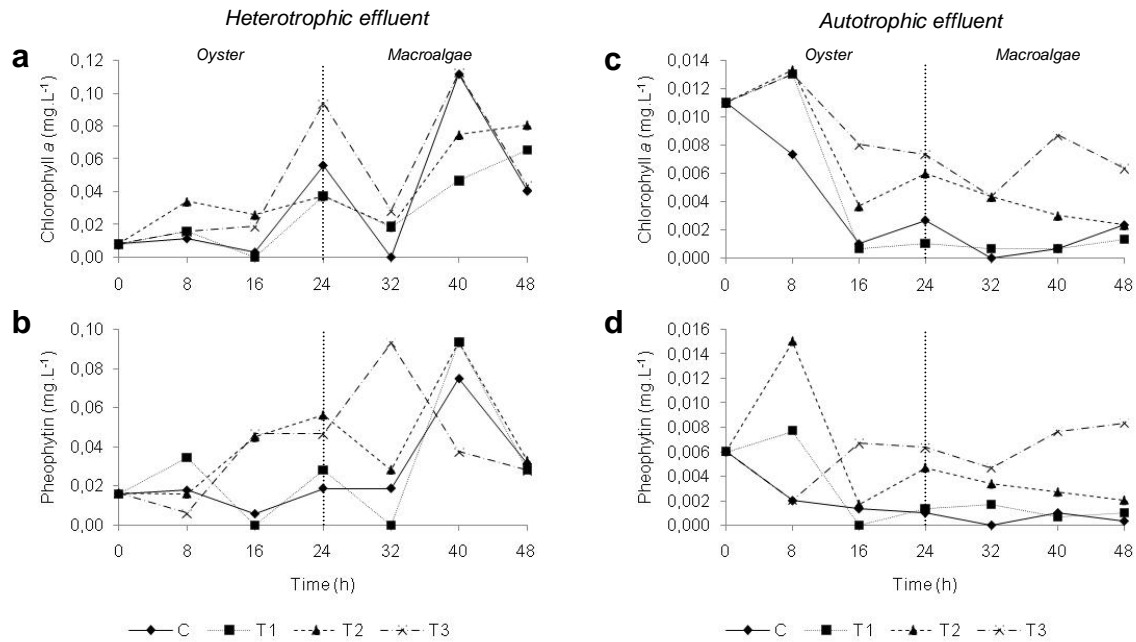 Heterotrophic effluent
Autotrophic effluent
a
Oyster
Macroalgae
Chlorophyll a (mg.L-1)
0,12
0,10
0,08
0,06
0,04
0,02
0,00
0 8 16 24 32 40 48
b
Pheophytin (mg.L-1)
0,10
0,08
0,06
0,04
0,02
0,00
0 8 16 24 32 40 48
Time (h)
C T1 T2 T3
c
Oyster
Macroalgae
Chlorophyll a (mg.L-1)
0,014
0,012
0,010
0,008
0,006
0,004
0,002
0,000
0 8 16 24 32 40 48
d
Pheophytin (mg.L-1)
0,016
0,014
0,012
0,010
0,008
0,006
0,004
0,002
0,000
0 8 16 24 32 40 48
Time (h)
C T1 T2 T3